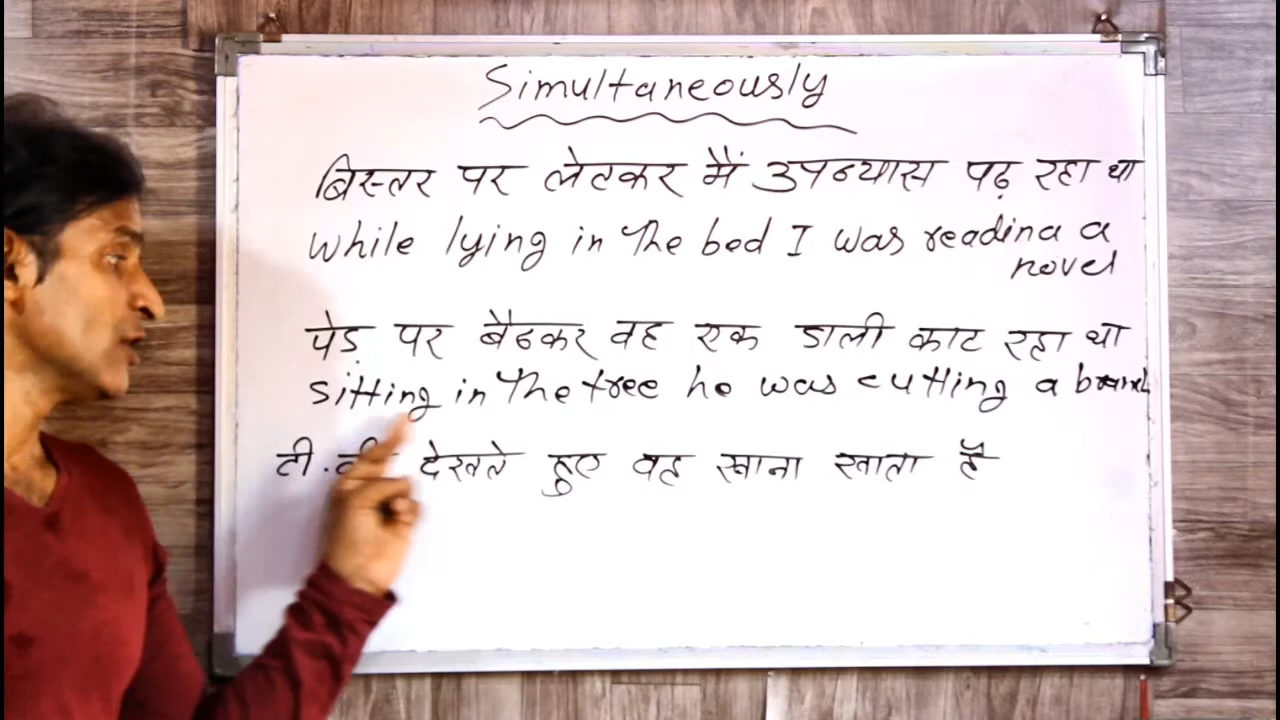 Simultaneously
बिस्तर पर लेटकर मैं उपन्यास पढ़ रहा था
while lying in the bed I was readina a
novel
पेड़ पर बैठकर वह एक डाली काट रहा था
sitting in the tree he was cutting a
टी. देखते हुए वह खाना खाता है